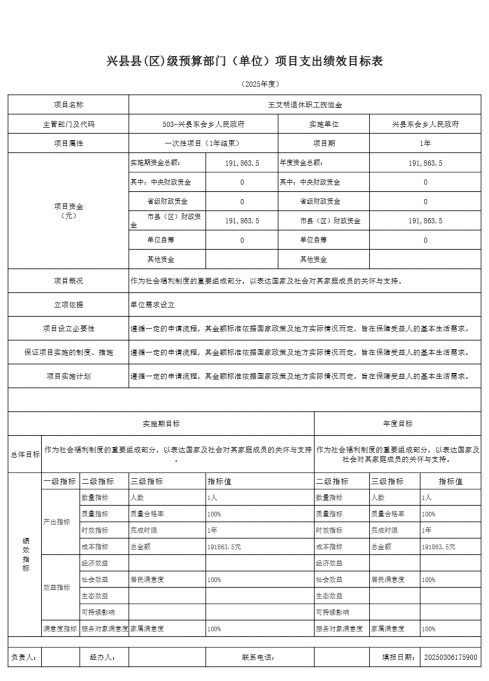 兴县县(区)级预算部门（单位）项目支出绩效目标表
（2025年度）
项目名称 王艾明退休职工抚恤金
主管部门及代码 503-兴县东会乡人民政府 实施单位 兴县东会乡人民政府
项目属性 一次性项目（1年结束） 项目期 1年
项目资金（元）
实施期资金总额： 191,863.5 年度资金总额： 191,863.5
其中：中央财政资金 0 其中：中央财政资金 0
省级财政资金 0 省级财政资金 0
市县（区）财政资金 191,863.5 市县（区）财政资金 191,863.5
单位自筹 0 单位自筹 0
其他资金 其他资金
项目概况 作为社会福利制度的重要组成部分，以表达国家及社会对其家庭成员的关怀与支持。
立项依据 单位需求设立
项目设立必要性 遵循一定的申请流程，其金额标准依据国家政策及地方实际情况而定，旨在保障受益人的基本生活需求。
保证项目实施的制度、措施 遵循一定的申请流程，其金额标准依据国家政策及地方实际情况而定，旨在保障受益人的基本生活需求。
项目实施计划 遵循一定的申请流程，其金额标准依据国家政策及地方实际情况而定，旨在保障受益人的基本生活需求。
实施期目标 年度目标
总体目标 作为社会福利制度的重要组成部分，以表达国家及社会对其家庭成员的关怀与支持。 作为社会福利制度的重要组成部分，以表达国家及社会对其家庭成员的关怀与支持。
绩效指标
一级指标 二级指标 三级指标 指标值 二级指标 三级指标 指标值
产出指标
数量指标 人数 1人 数量指标 人数 1人
质量指标 质量合格率 100% 质量指标 质量合格率 100%
时效指标 完成时限 1年 时效指标 完成时限 1年
成本指标 总金额 191863.5元 成本指标 总金额 191863.5元
效益指标
经济效益 经济效益
社会效益 居民满意度 100% 社会效益 居民满意度 100%
生态效益 生态效益
可持续影响 可持续影响
满意度指标 服务对象满意度 家属满意度 100% 服务对象满意度 家属满意度 100%
负责人： 经办人： 联系电话： 填报日期： 20250306175900